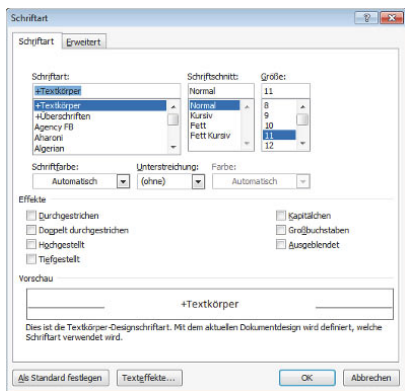 Schriftart
Schriftart Erweitert
Schriftart: Schriftschnitt: Größe:
+Textkörper Normal 11
+Textkörper Normal 8
+Überschriften Kursiv 9
Agency FB Fett 10
Aharoni Fett Kursiv 11
Algerian 12
Schriftfarbe: Unterstreichung: Farbe:
Automatisch (ohne) Automatisch
Effekte
Durchgestrichen Kapitälchen
Doppelt durchgestrichen Großbuchstaben
Hochgestellt Ausgeblendet
Tiefgestellt
Vorschau
+Textkörper
Dies ist die Textkörper-Designschriftart. Mit dem aktuellen Dokumentdesign wird definiert, welche
Schriftart verwendet wird.
Als Standard festlegen Texteffekte... OK Abbrechen